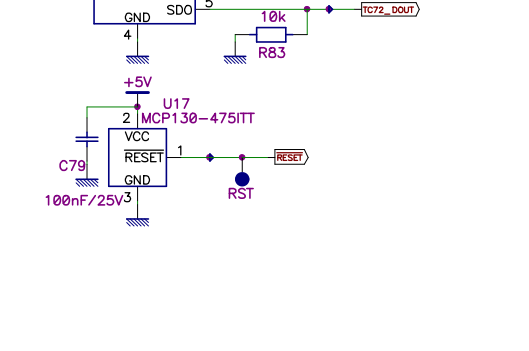 SDO 5
TC72_DOUT
GND
4
10k
R83
+5V
U17
MCP130-475ITT
2
VCC
RESET 1
RESET
C79
GND
100nF/25V
3
RST